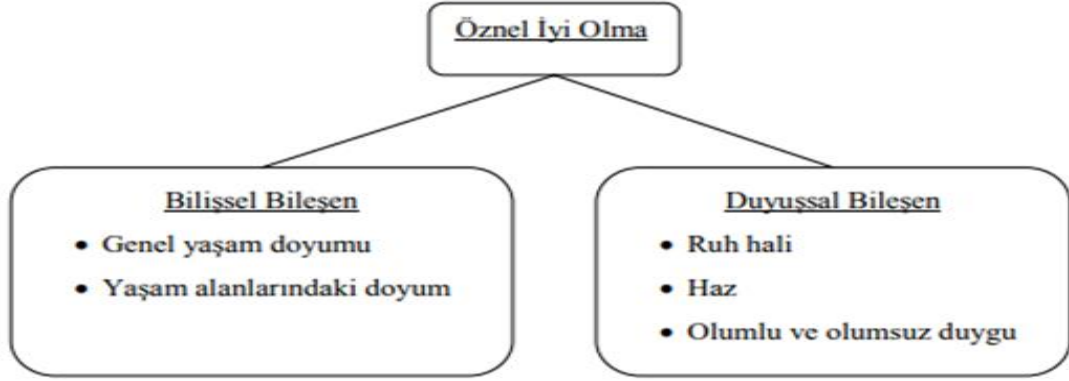 Öznel İyi Olma
Bilişsel Bileşen
• Genel yaşam doyumu
• Yaşam alanlarındaki doyum
Duyuşsal Bileşen
• Ruh hali
• Haz
• Olumlu ve olumsuz duygu